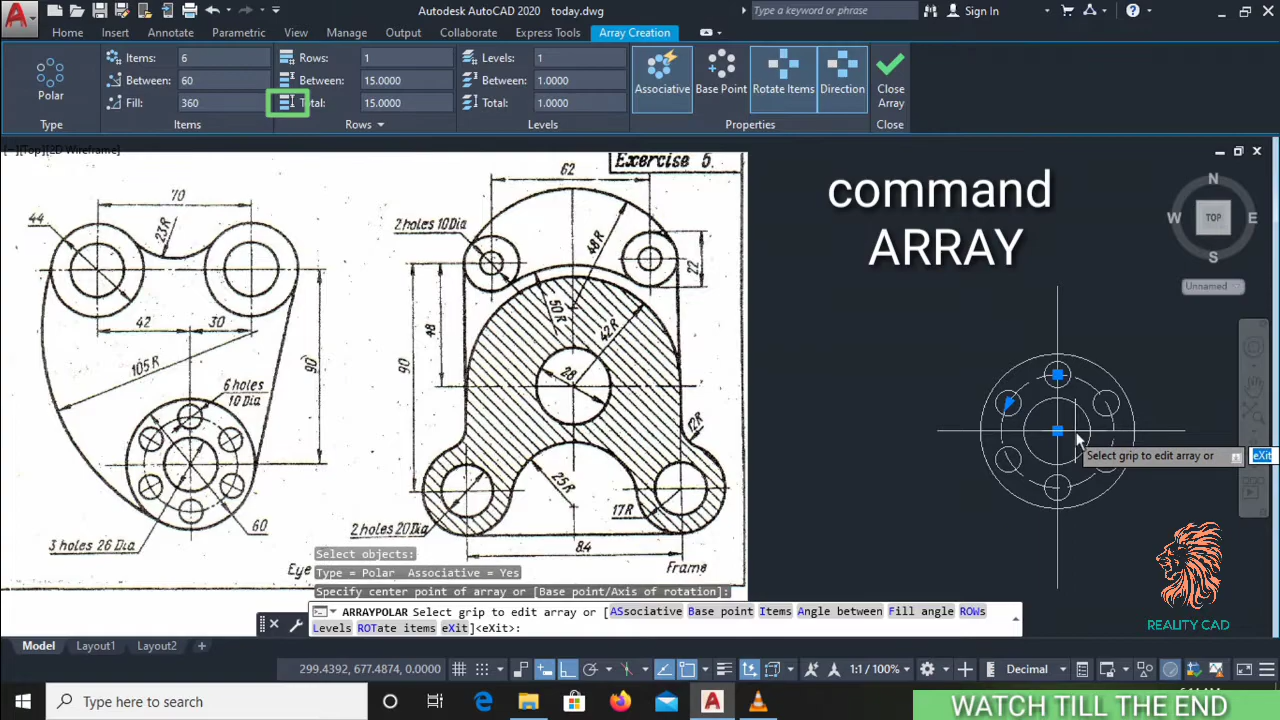 Autodesk AutoCAD 2020 today.dwg
Type a keyword or phrase
Sign In
Home Insert Annotate Parametric View Manage Output Collaborate Express Tools Array Creation
Polar
Type
Items: 6
Between: 60
Fill: 360
Items
Rows: 1
Between: 15.0000
Total: 15.0000
Rows
Levels: 1
Between: 1.0000
Total: 1.0000
Levels
Associative
Base Point
Rotate Items
Direction
Properties
Close
Array
Close
[−][Top][2D Wireframe]
Exercise 5.
70
44
23R
42
30
105R
90
6 holes
10 Dia
60
3 holes 26 Dia
Eye
62
2 holes 10Dia
48R
22
50R
42R
48
90
28
12R
25R
17R
2 holes 20Dia
84
Frame
command
ARRAY
N
W
TOP
E
S
Unnamed
Select grip to edit array or
eXit
REALITY CAD
Select objects:
Type = Polar Associative = Yes
Specify center point of array or [Base point/Axis of rotation]:
ARRAYPOLAR Select grip to edit array or [ASsociative Base point Items Angle between Fill angle ROWs
Levels ROTate items eXit]<eXit>:
Model Layout1 Layout2 +
299.4392, 677.4874, 0.0000
1:1 / 100%
Decimal
Type here to search
WATCH TILL THE END